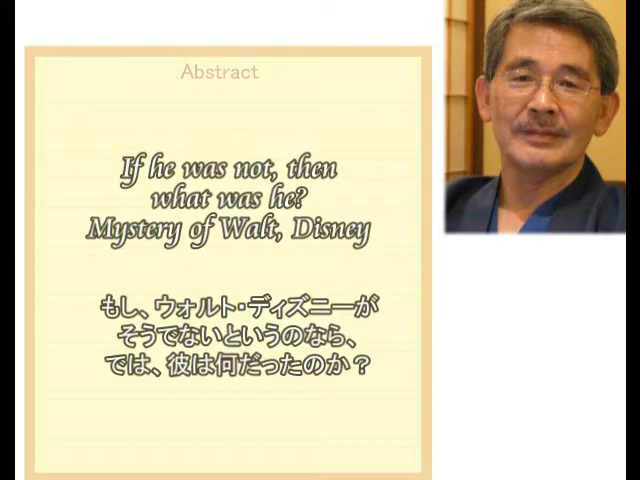 Abstract
If he was not, then
what was he?
Mystery of Walt, Disney
もし、ウォルト・ディズニーが
そうでないというのなら、
では、彼は何だったのか？